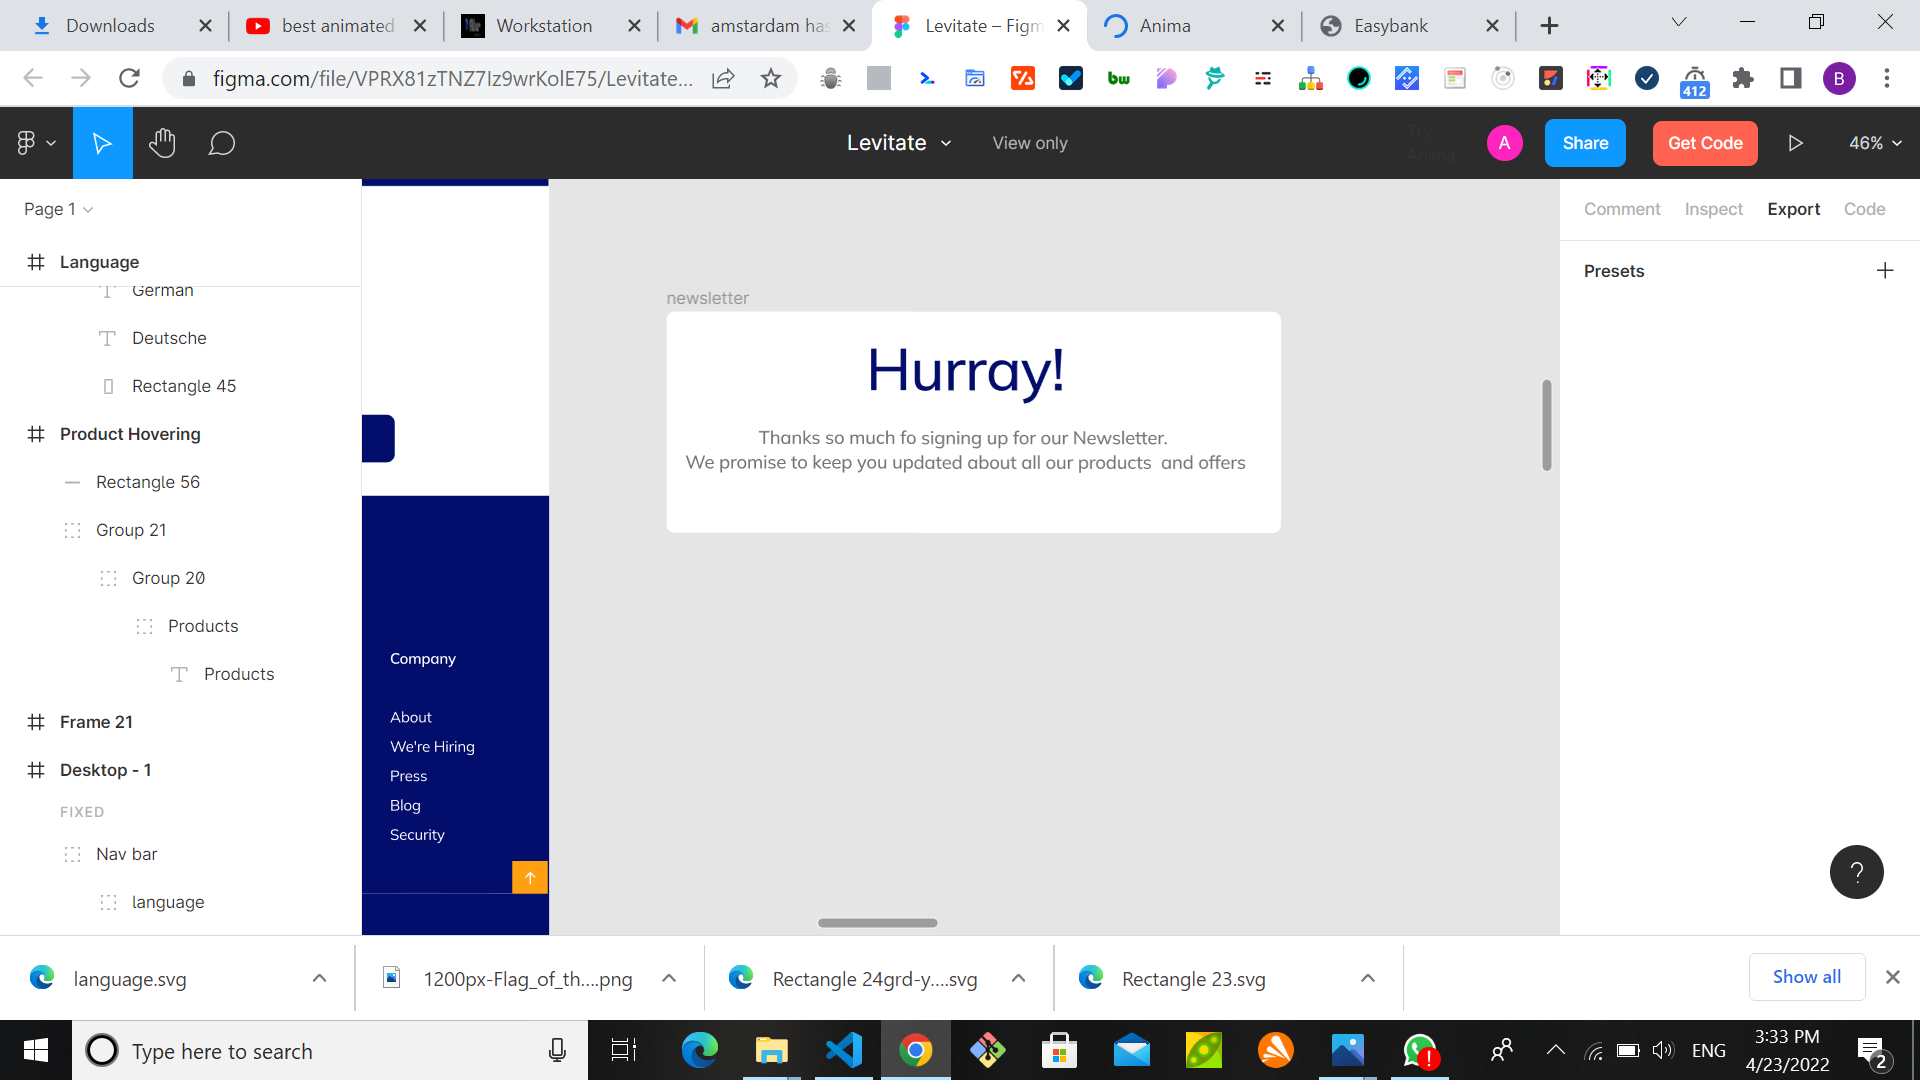 Downloads
best animated
Workstation
amstardam has
Levitate – Figm
Anima
Easybank
figma.com/file/VPRX81zTNZ7Iz9wrKolE75/Levitate...
bw
412
B
Levitate
View only
Try
Anima
A
Share
Get Code
46%
Page 1
Language
German
Deutsche
Rectangle 45
Product Hovering
Rectangle 56
Group 21
Group 20
Products
Products
Frame 21
Desktop - 1
FIXED
Nav bar
language
Company
About
We're Hiring
Press
Blog
Security
newsletter
Hurray!
Thanks so much fo signing up for our Newsletter.
We promise to keep you updated about all our products and offers
Comment
Inspect
Export
Code
Presets
?
language.svg
1200px-Flag_of_th....png
Rectangle 24grd-y....svg
Rectangle 23.svg
Show all
Type here to search
ENG
3:33 PM
4/23/2022
2